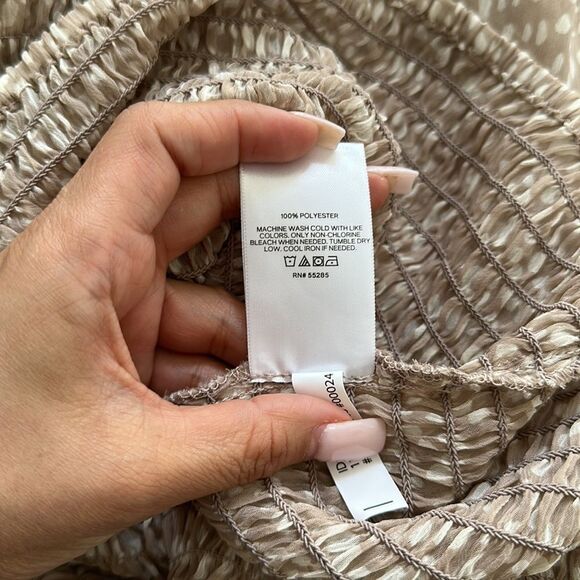 100% POLYESTER
MACHINE WASH COLD WITH LIKE
COLORS. ONLY NON-CHLORINE
BLEACH WHEN NEEDED. TUMBLE DRY
LOW. COOL IRON IF NEEDED.
RN# 55285
ID